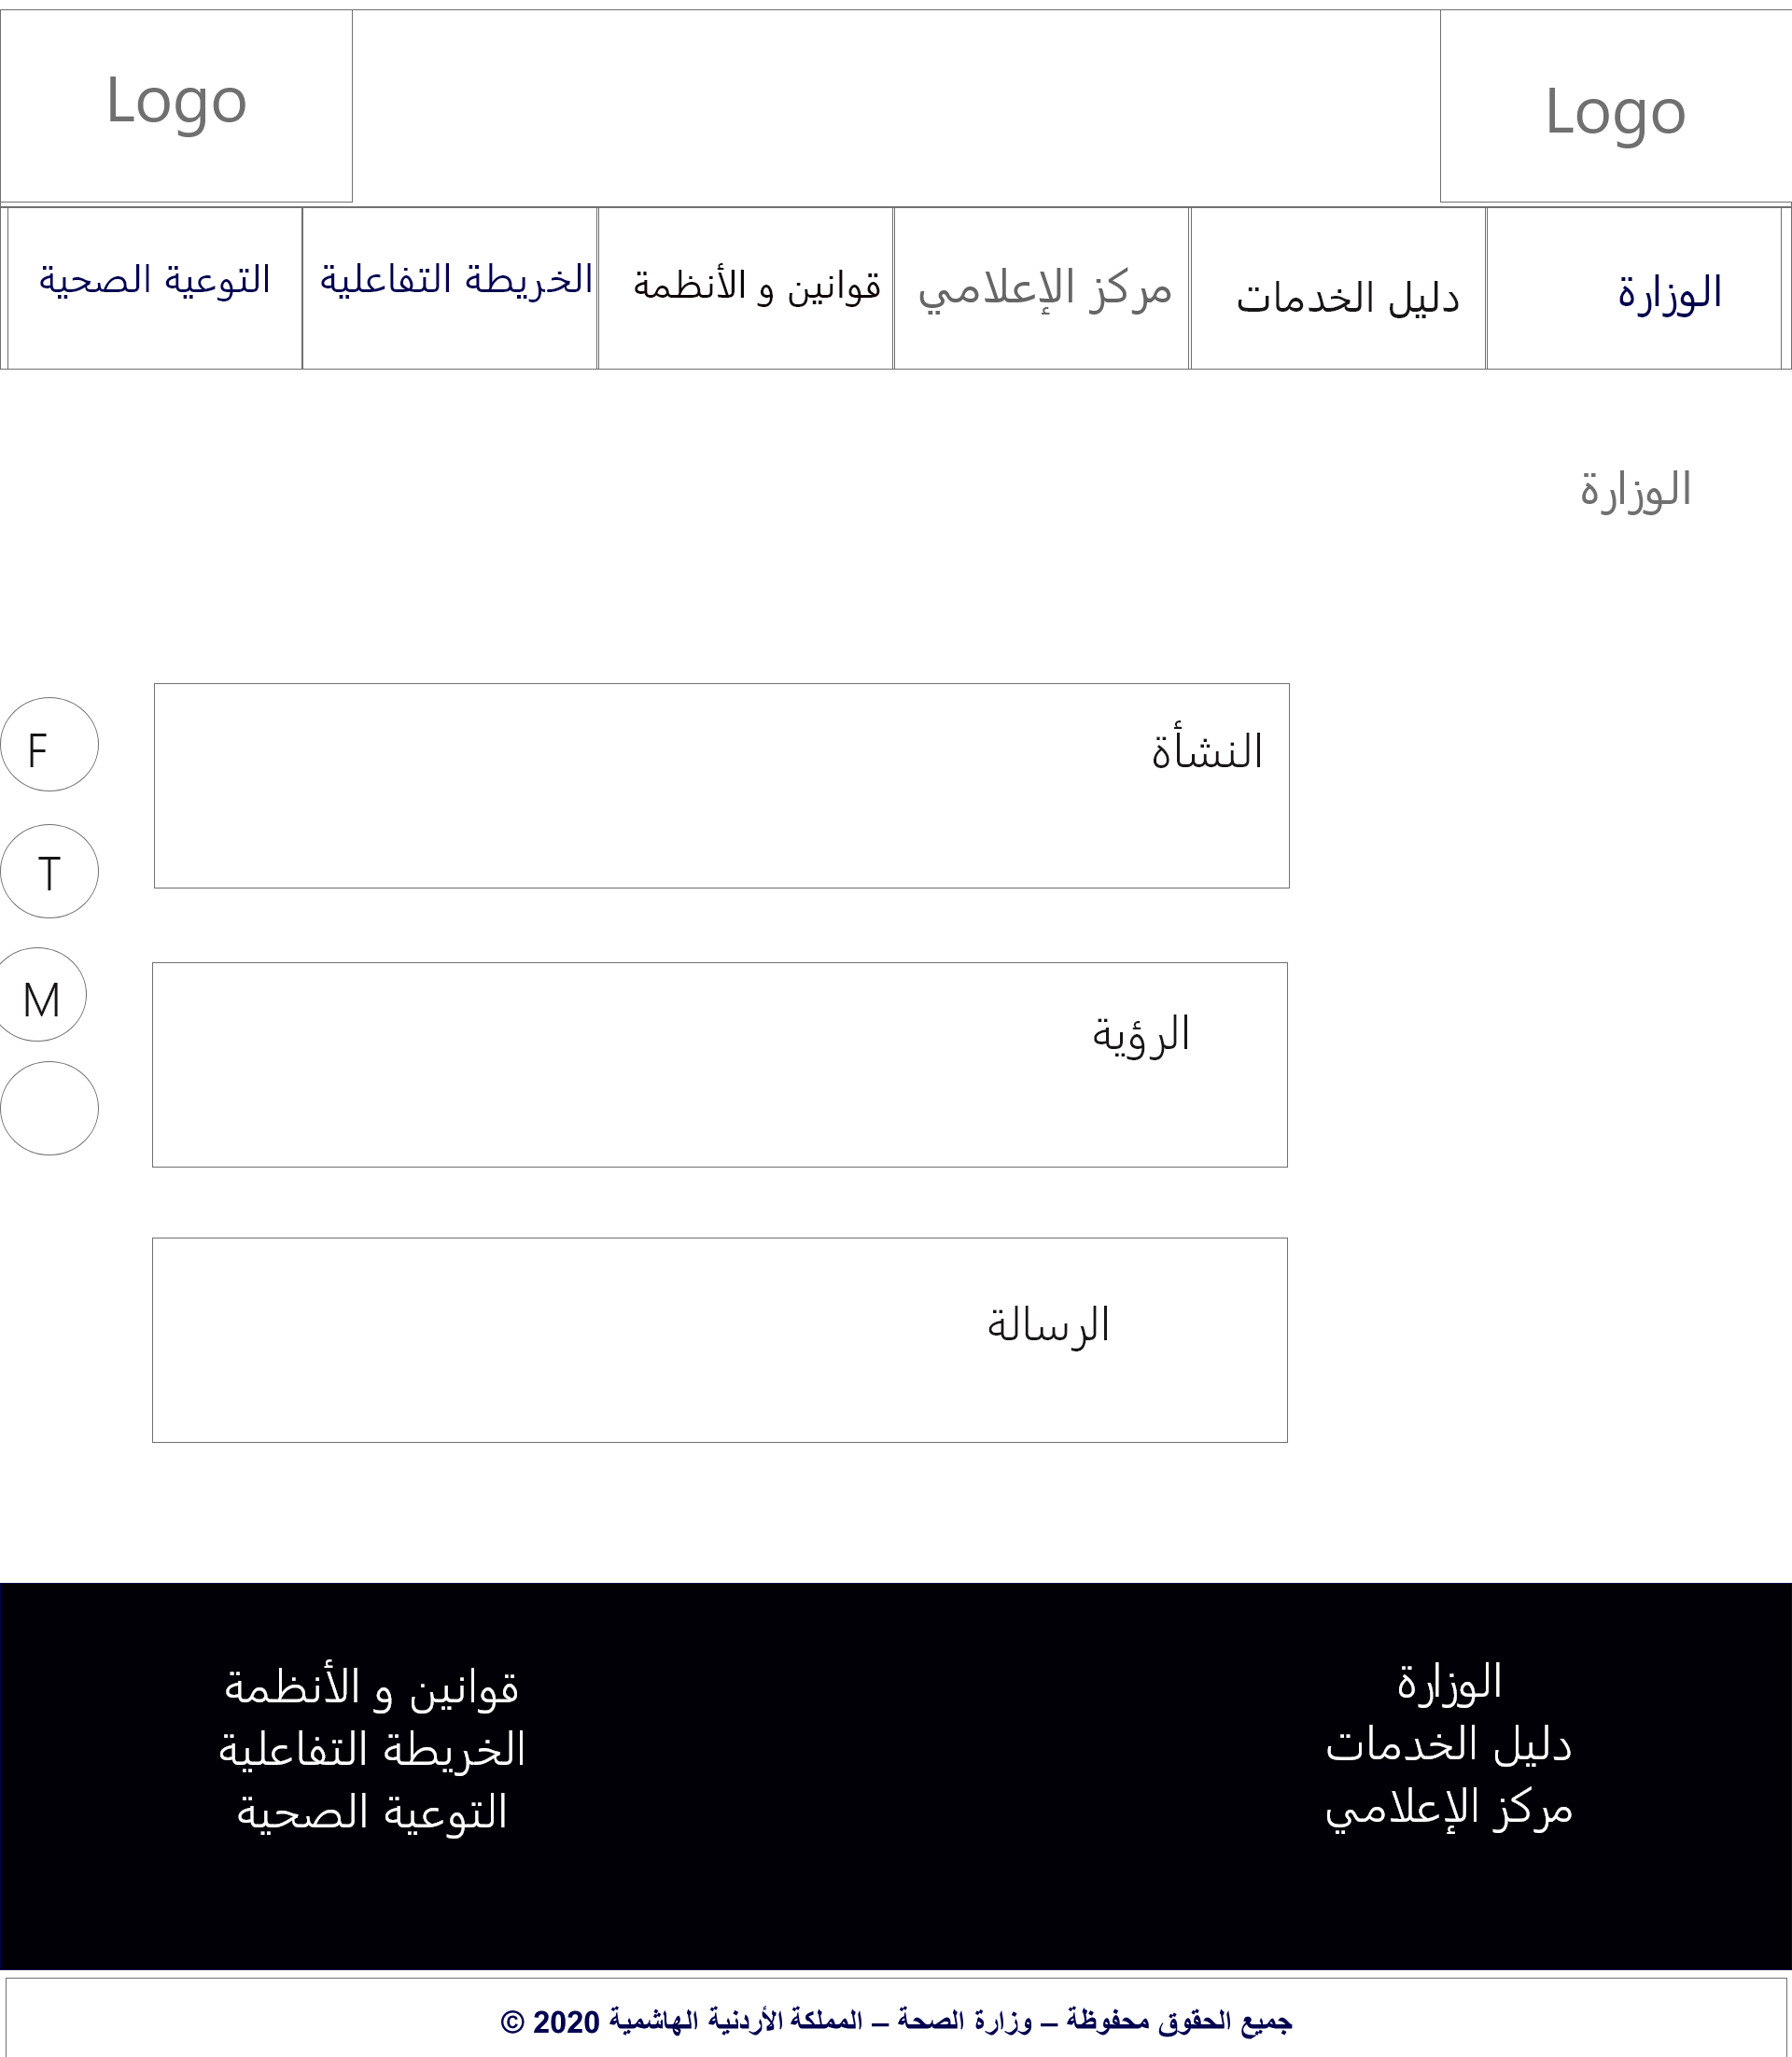 Logo
Logo
الوزارة
دليل الخدمات
مركز الإعلامي
قوانين و الأنظمة
الخريطة التفاعلية
التوعية الصحية
الوزارة
النشأة
F
T
الرؤية
M
الرسالة
الوزارة
دليل الخدمات
مركز الإعلامي
قوانين و الأنظمة
الخريطة التفاعلية
التوعية الصحية
جميع الحقوق محفوظة – وزارة الصحة – المملكة الأردنية الهاشمية 2020 ©